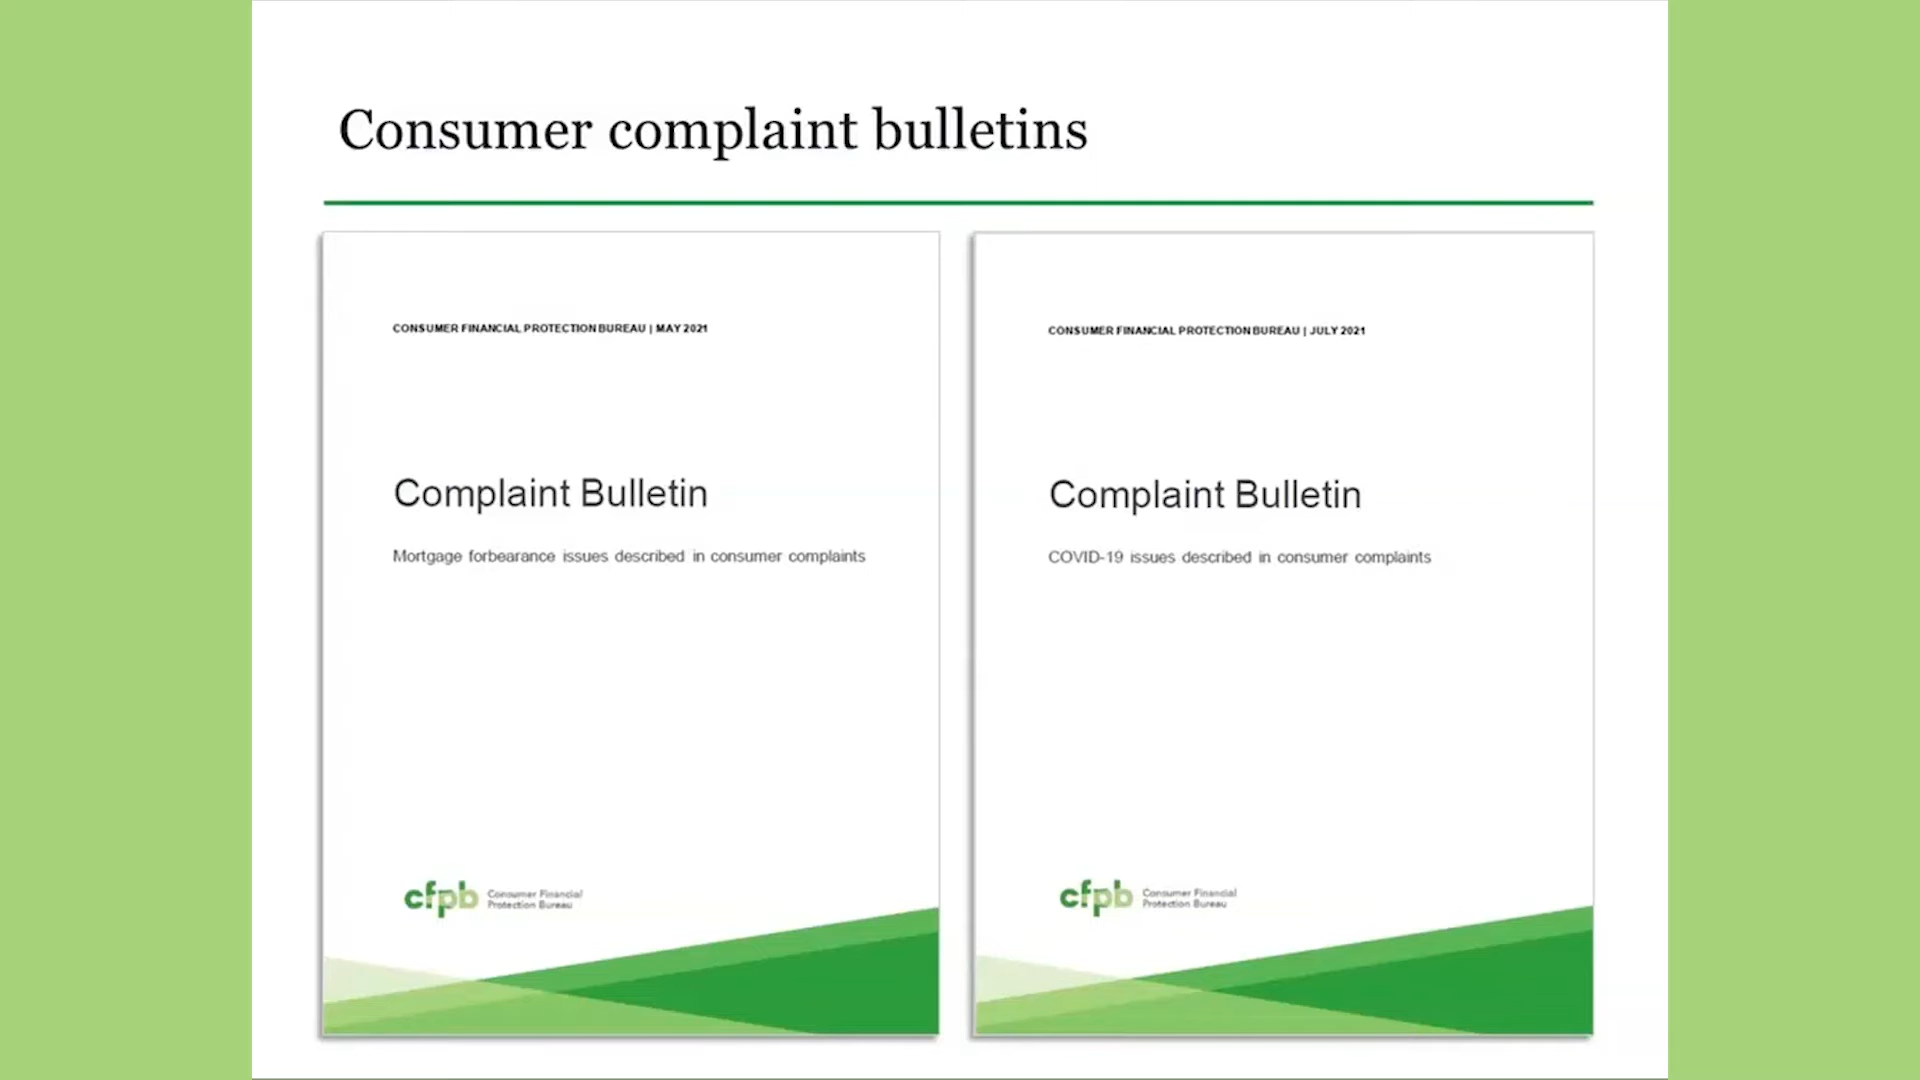 Consumer complaint bulletins
CONSUMER FINANCIAL PROTECTION BUREAU | MAY 2021
Complaint Bulletin
Mortgage forbearance issues described in consumer complaints
cfpb Consumer Financial
Protection Bureau
CONSUMER FINANCIAL PROTECTION BUREAU | JULY 2021
Complaint Bulletin
COVID-19 issues described in consumer complaints
cfpb Consumer Financial
Protection Bureau